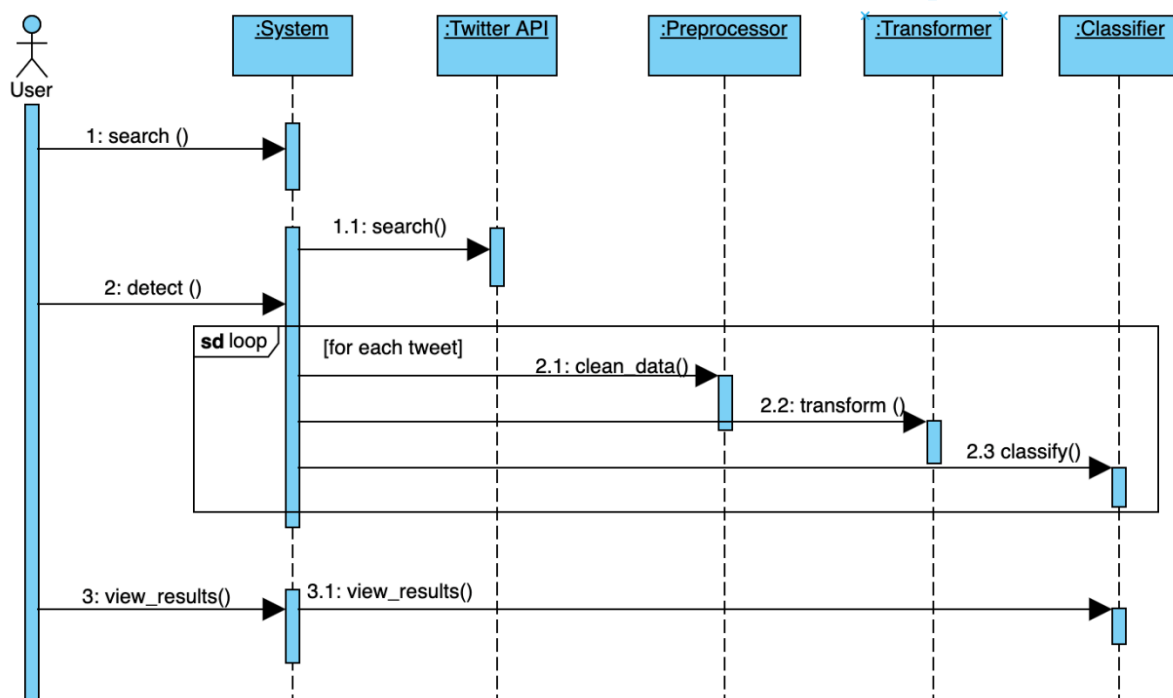 :System
:Twitter API
:Preprocessor
:Transformer
:Classifier
User
1: search ()
1.1: search()
2: detect ()
sd loop
[for each tweet]
2.1: clean_data()
2.2: transform ()
2.3 classify()
3: view_results()
3.1: view_results()